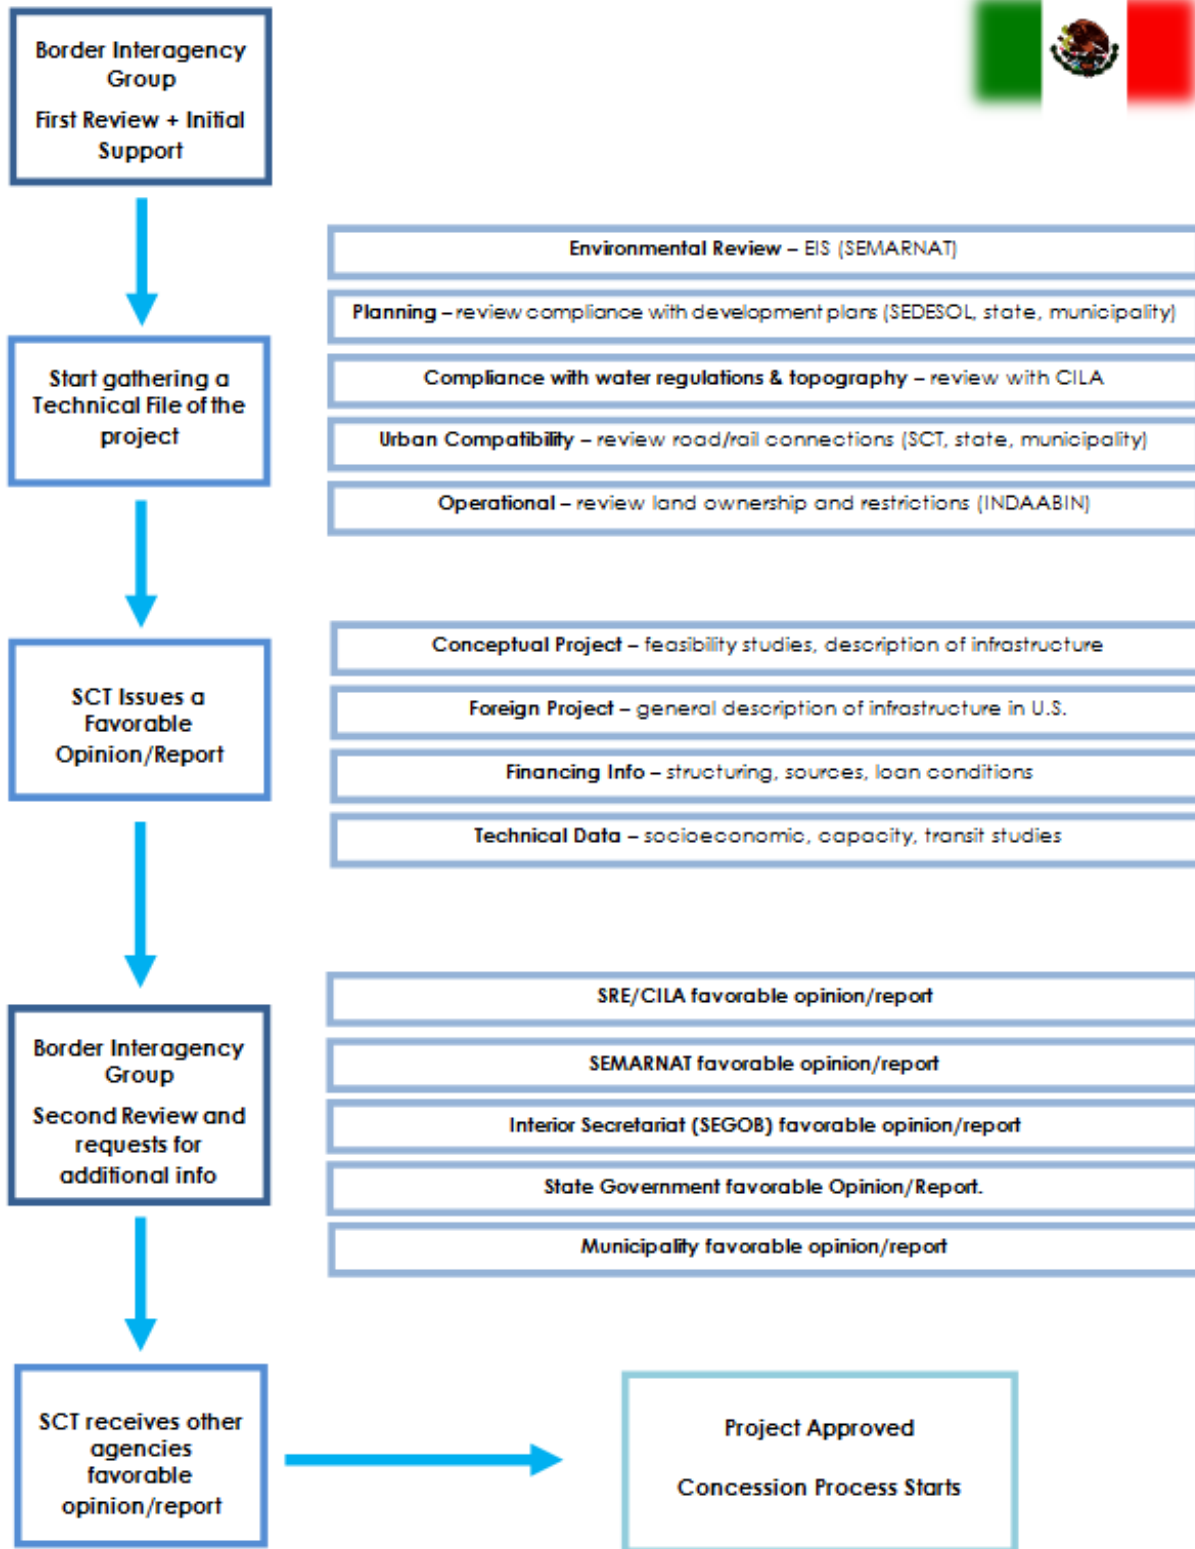 Border Interagency
Group
First Review + Initial
Support
Environmental Review – EIS (SEMARNAT)
Planning – review compliance with development plans (SEDESOL, state, municipality)
Start gathering a
Technical File of the
project
Compliance with water regulations & topography – review with CILA
Urban Compatibility – review road/rail connections (SCT, state, municipality)
Operational – review land ownership and restrictions (INDAABIN)
SCT Issues a
Favorable
Opinion/Report
Conceptual Project – feasibility studies, description of infrastructure
Foreign Project – general description of infrastructure in U.S.
Financing Info – structuring, sources, loan conditions
Technical Data – socioeconomic, capacity, transit studies
Border Interagency
Group
Second Review and
requests for
additional info
SRE/CILA favorable opinion/report
SEMARNAT favorable opinion/report
Interior Secretariat (SEGOB) favorable opinion/report
State Government favorable Opinion/Report.
Municipality favorable opinion/report
SCT receives other
agencies
favorable
opinion/report
Project Approved
Concession Process Starts